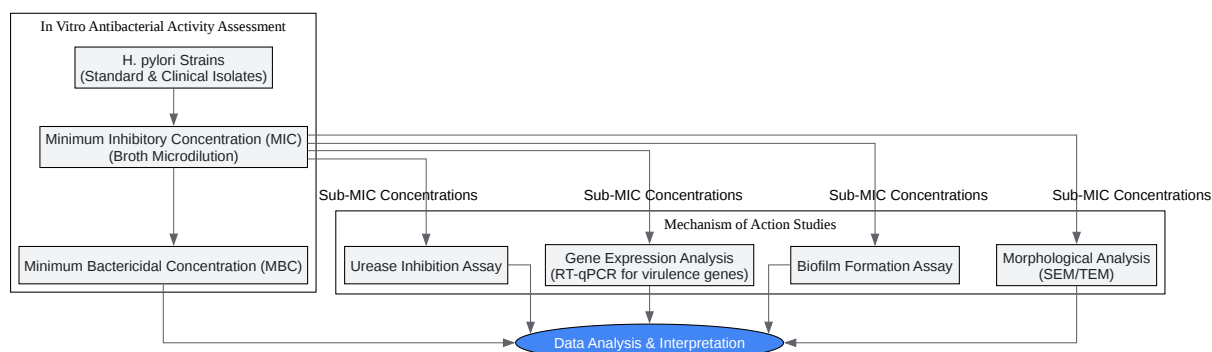 In Vitro Antibacterial Activity Assessment
H. pylori Strains
(Standard & Clinical Isolates)
Minimum Inhibitory Concentration (MIC)
(Broth Microdilution)
Sub-MIC Concentrations
Sub-MIC Concentrations
Sub-MIC Concentrations
Sub-MIC Concentrations
Mechanism of Action Studies
Minimum Bactericidal Concentration (MBC)
Urease Inhibition Assay
Gene Expression Analysis
(RT-qPCR for virulence genes)
Biofilm Formation Assay
Morphological Analysis
(SEM/TEM)
Data Analysis & Interpretation